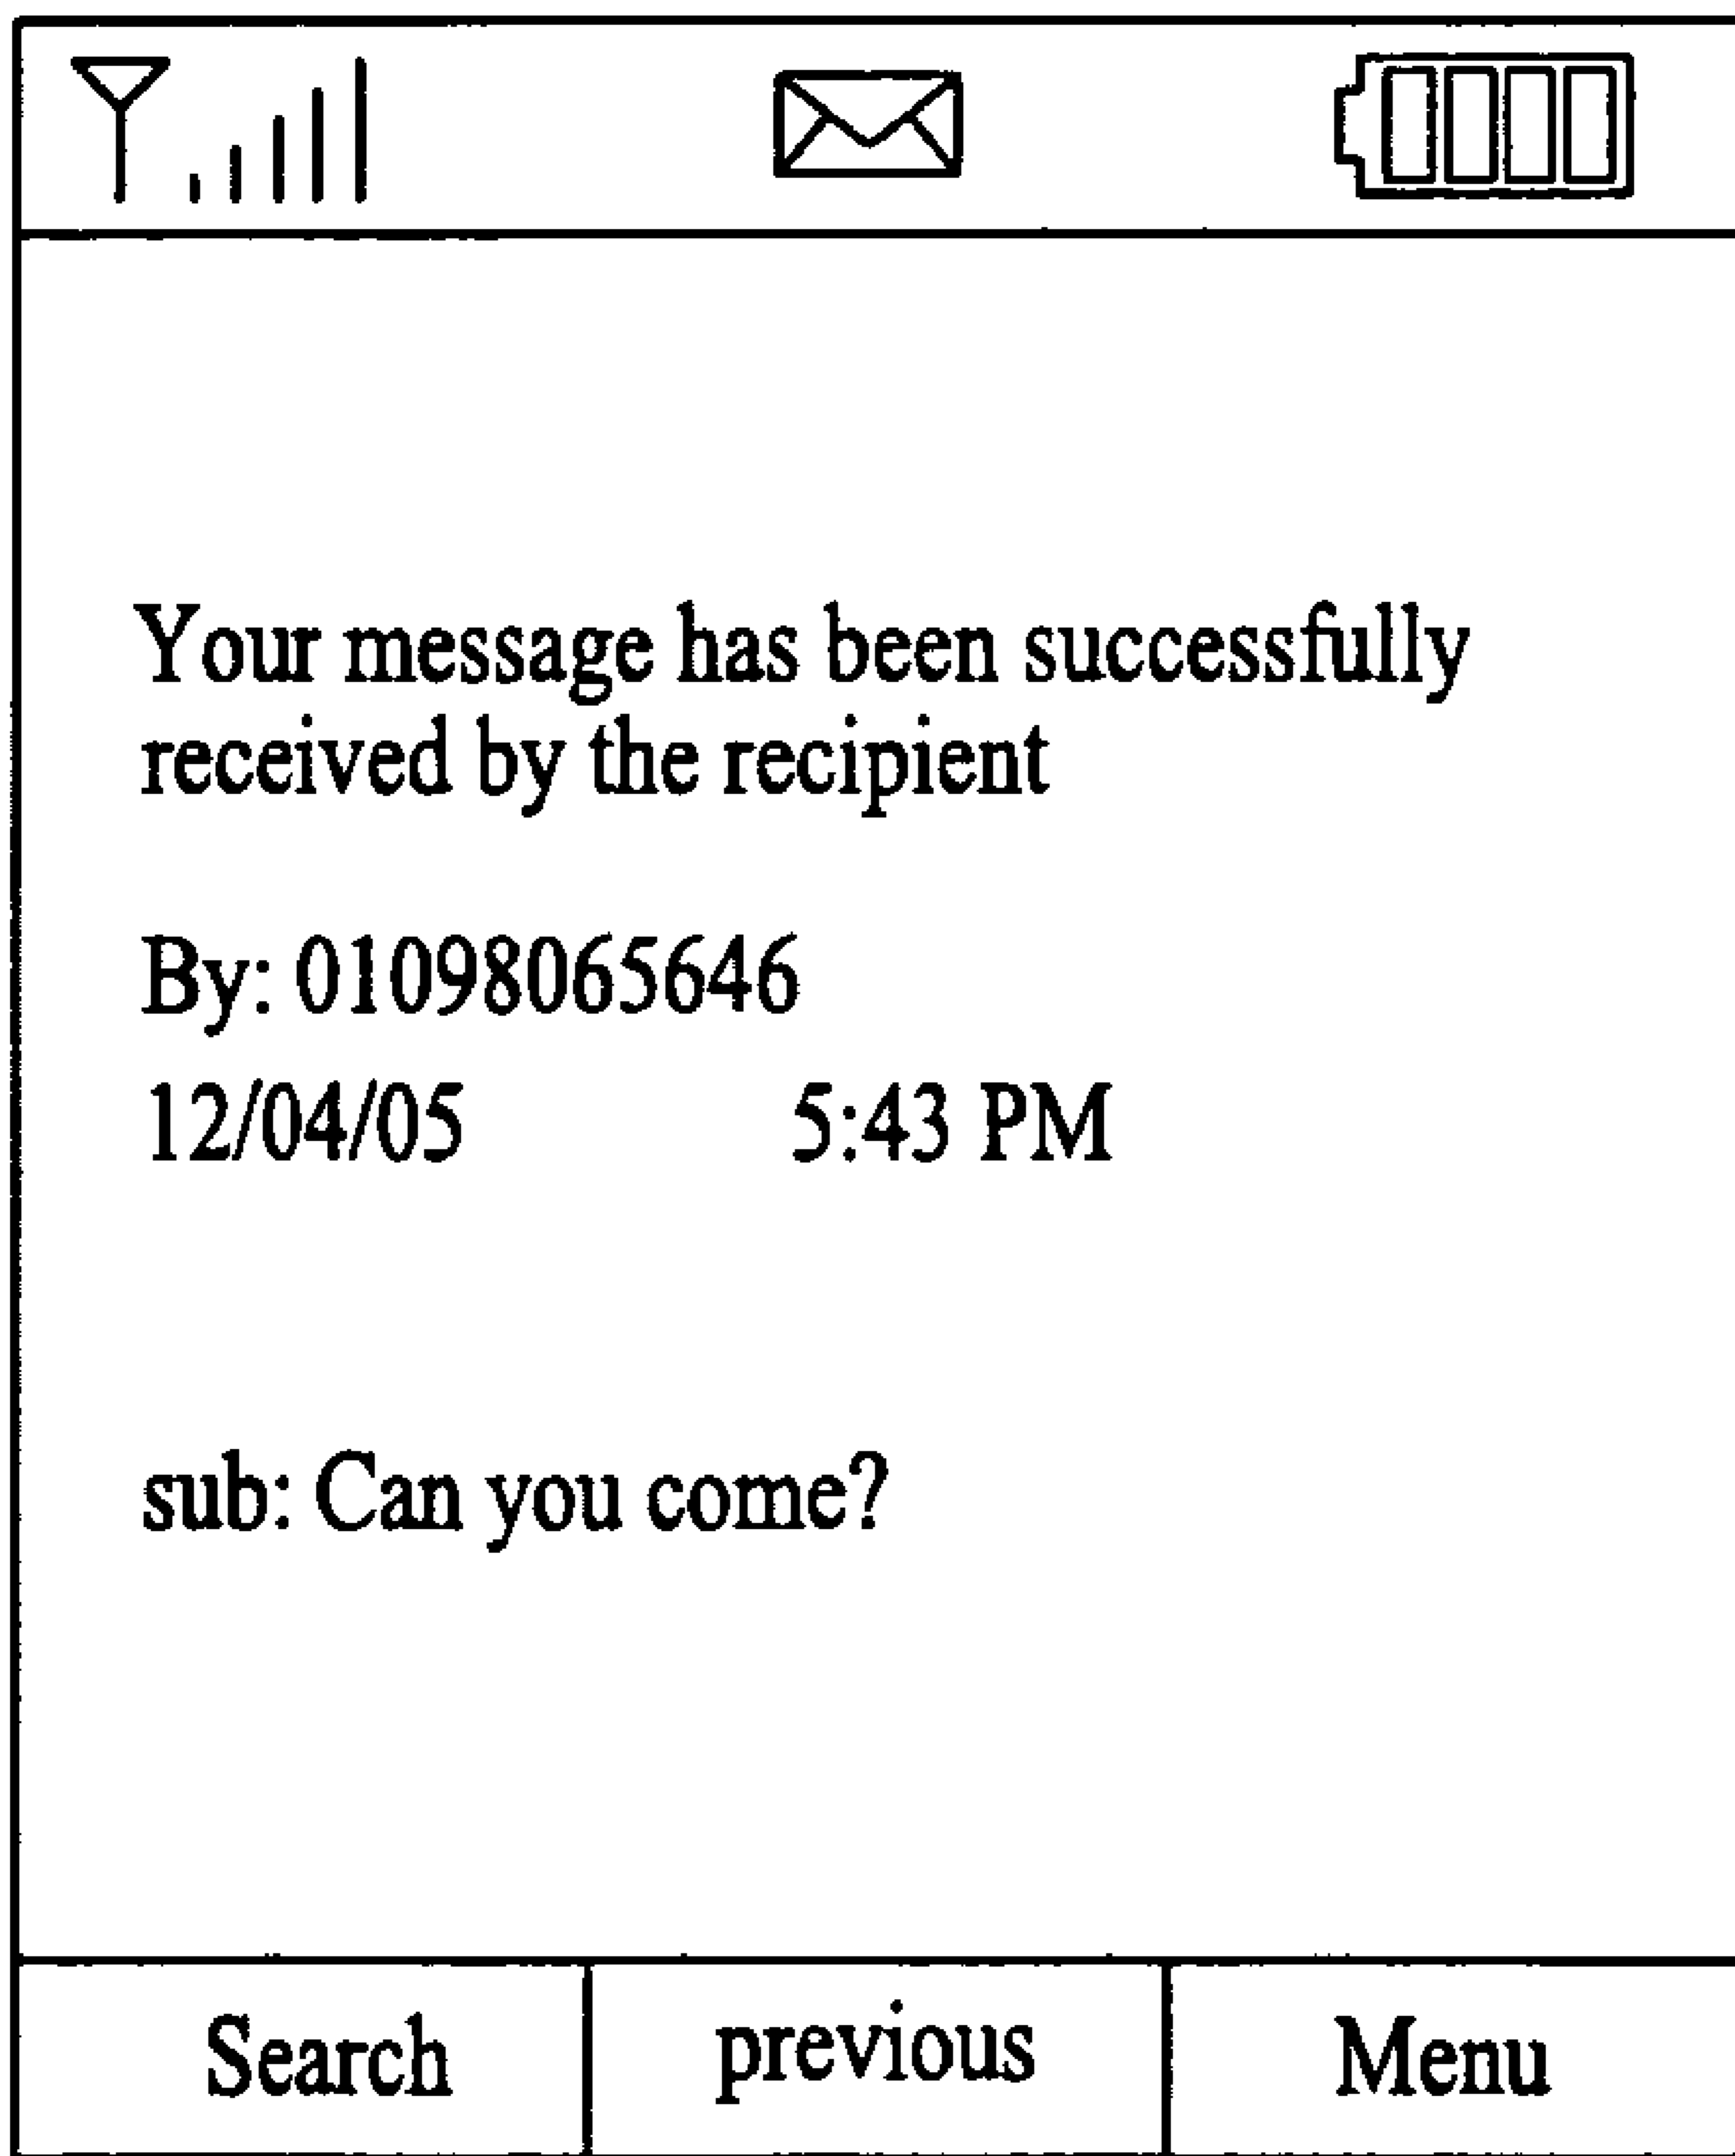 Your message has been successfully
received by the recipient
By: 01098065646
12/04/05 5:43 PM
sub: Can you come?
Search previous Menu